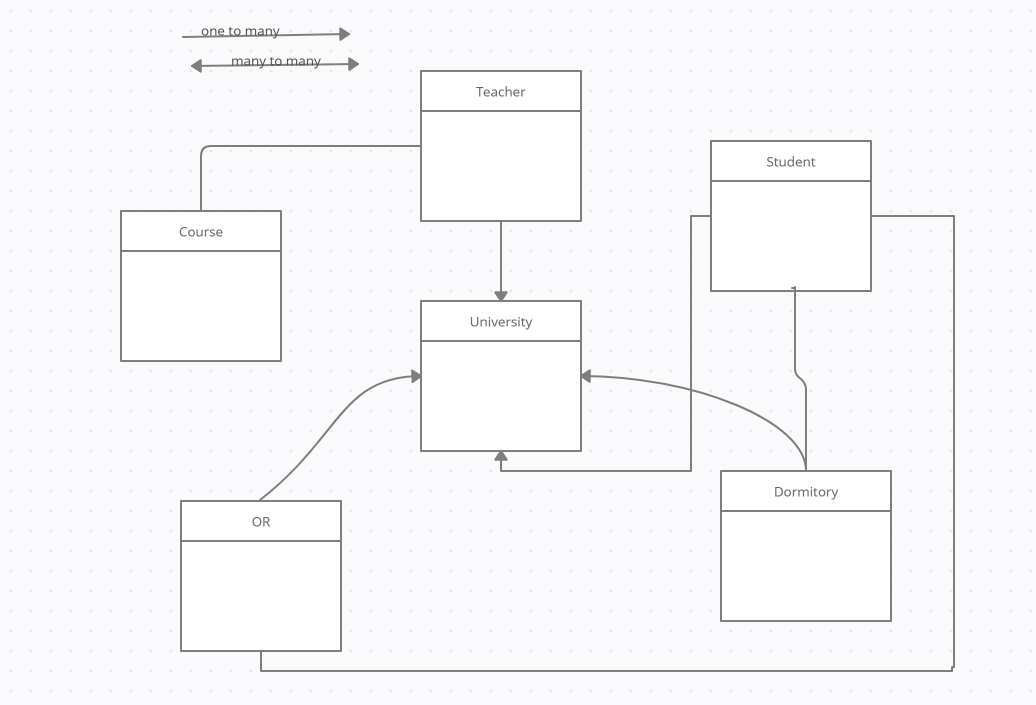 one to many
many to many
Teacher
Student
Course
University
Dormitory
OR